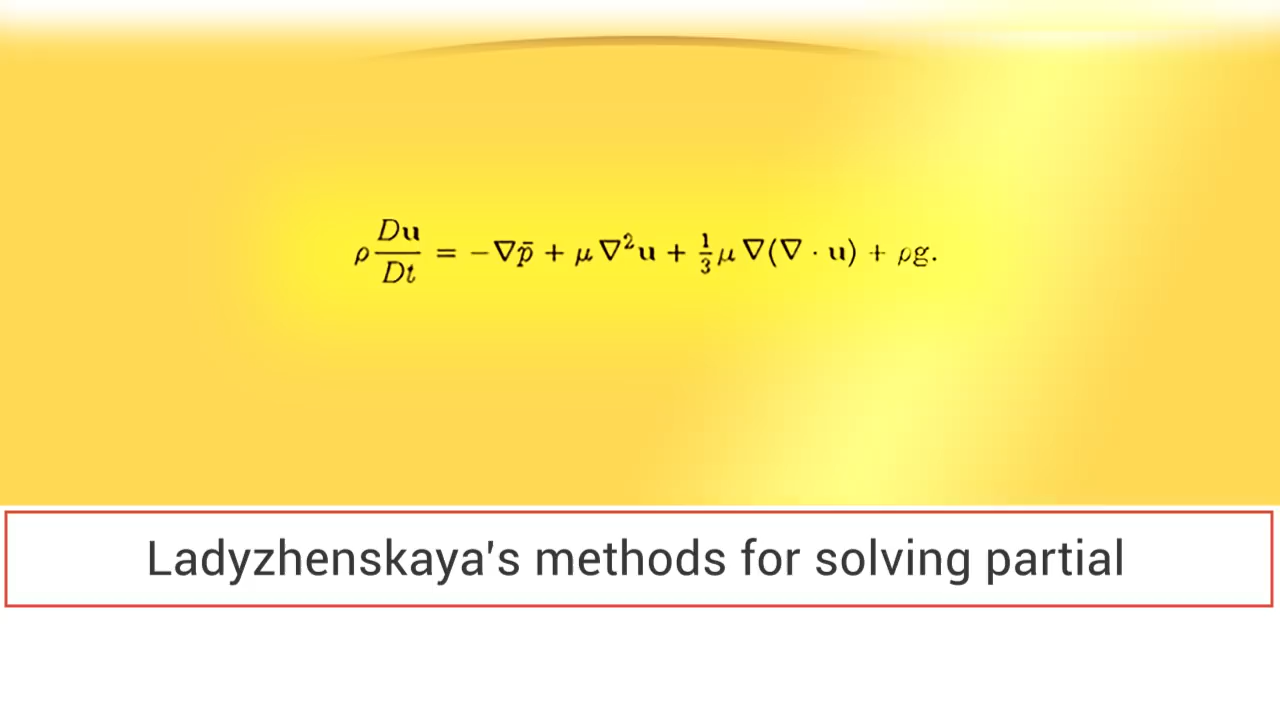 ρ Du/Dt = −∇p̄ + μ ∇²u + ⅓ μ ∇(∇ · u) + ρg.
Ladyzhenskaya's methods for solving partial